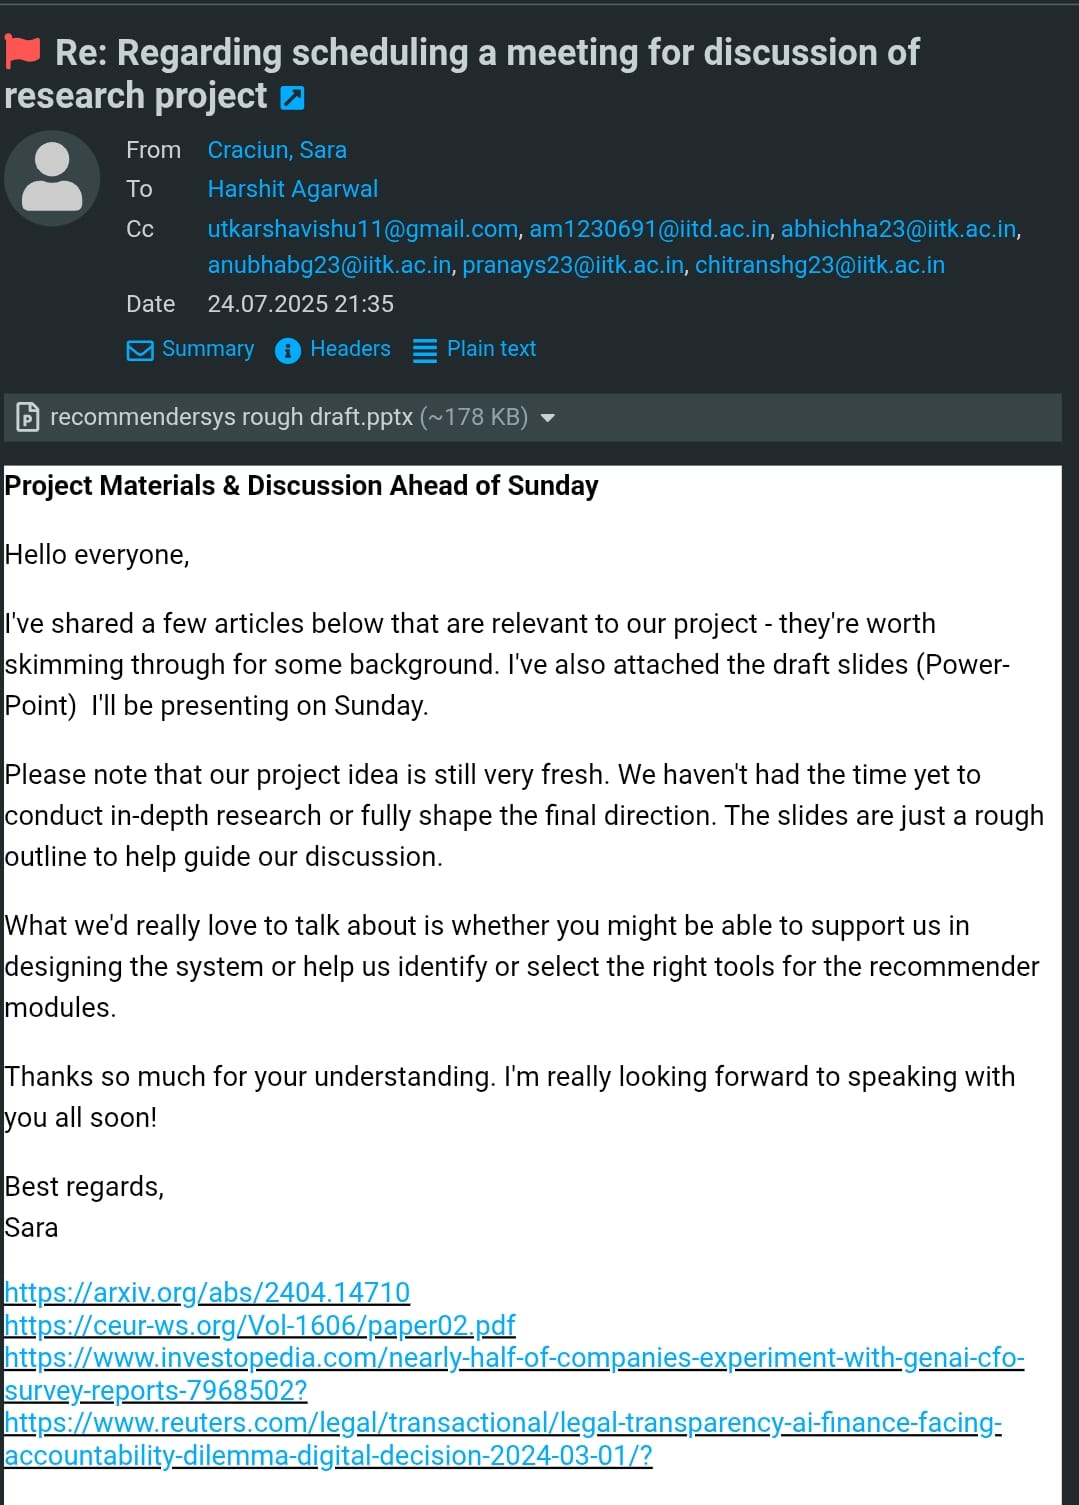 Re: Regarding scheduling a meeting for discussion of
research project
From Craciun, Sara
To Harshit Agarwal
Cc utkarshavishu11@gmail.com, am1230691@iitd.ac.in, abhichha23@iitk.ac.in,
anubhabg23@iitk.ac.in, pranays23@iitk.ac.in, chitranshg23@iitk.ac.in
Date 24.07.2025 21:35
Summary Headers Plain text
recommendersys rough draft.pptx (~178 KB)
Project Materials & Discussion Ahead of Sunday
Hello everyone,
I've shared a few articles below that are relevant to our project - they're worth
skimming through for some background. I've also attached the draft slides (Power-
Point)  I'll be presenting on Sunday.
Please note that our project idea is still very fresh. We haven't had the time yet to
conduct in-depth research or fully shape the final direction. The slides are just a rough
outline to help guide our discussion.
What we'd really love to talk about is whether you might be able to support us in
designing the system or help us identify or select the right tools for the recommender
modules.
Thanks so much for your understanding. I'm really looking forward to speaking with
you all soon!
Best regards,
Sara
https://arxiv.org/abs/2404.14710
https://ceur-ws.org/Vol-1606/paper02.pdf
https://www.investopedia.com/nearly-half-of-companies-experiment-with-genai-cfo-
survey-reports-7968502?
https://www.reuters.com/legal/transactional/legal-transparency-ai-finance-facing-
accountability-dilemma-digital-decision-2024-03-01/?